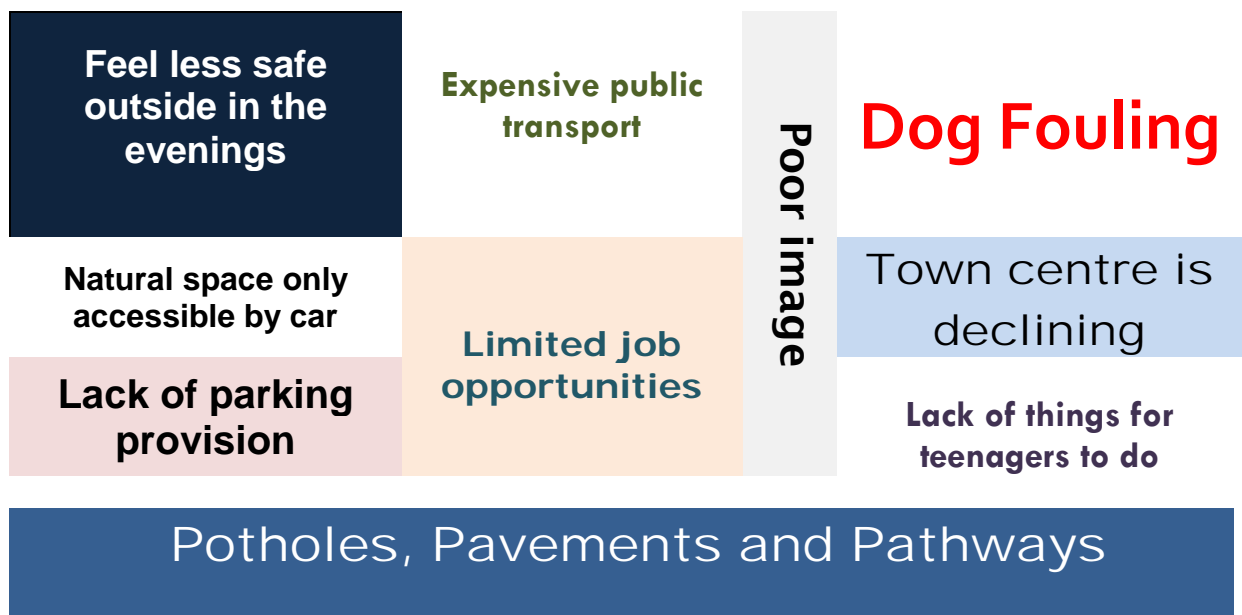 Feel less safe
outside in the
evenings
Expensive public
transport
Poor image
Dog Fouling
Natural space only
accessible by car
Limited job
opportunities
Town centre is
declining
Lack of parking
provision
Lack of things for
teenagers to do
Potholes, Pavements and Pathways